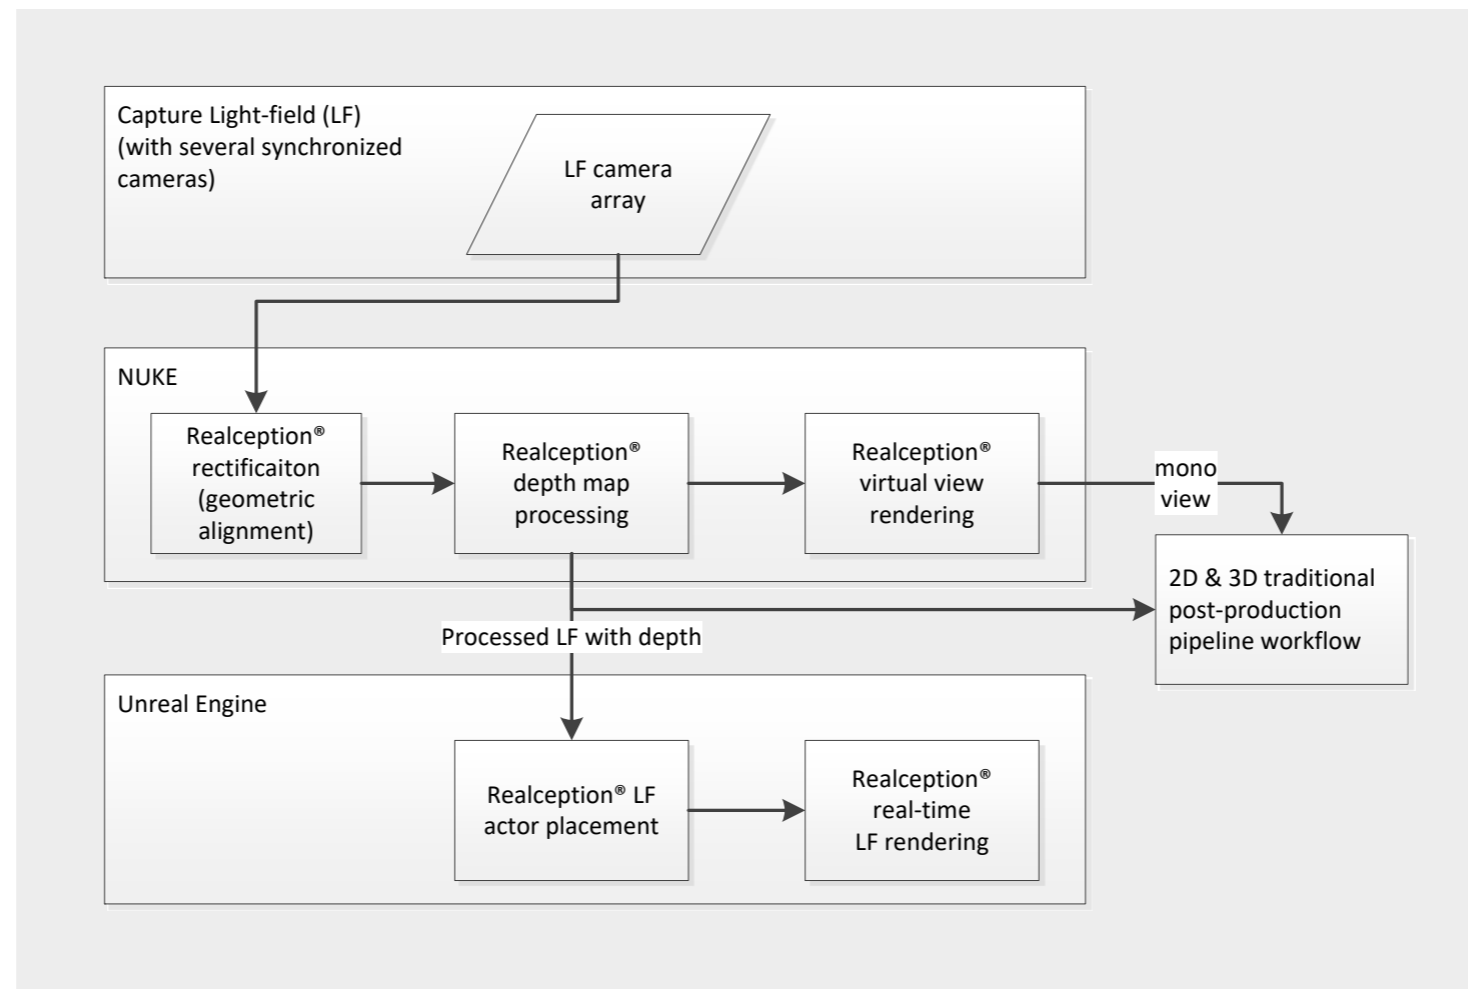 Capture Light-field (LF)
(with several synchronized
cameras)
LF camera
array
NUKE
Realception®
rectificaiton
(geometric
alignment)
Realception®
depth map
processing
Realception®
virtual view
rendering
mono
view
2D & 3D traditional
post-production
pipeline workflow
Processed LF with depth
Unreal Engine
Realception® LF
actor placement
Realception®
real-time
LF rendering